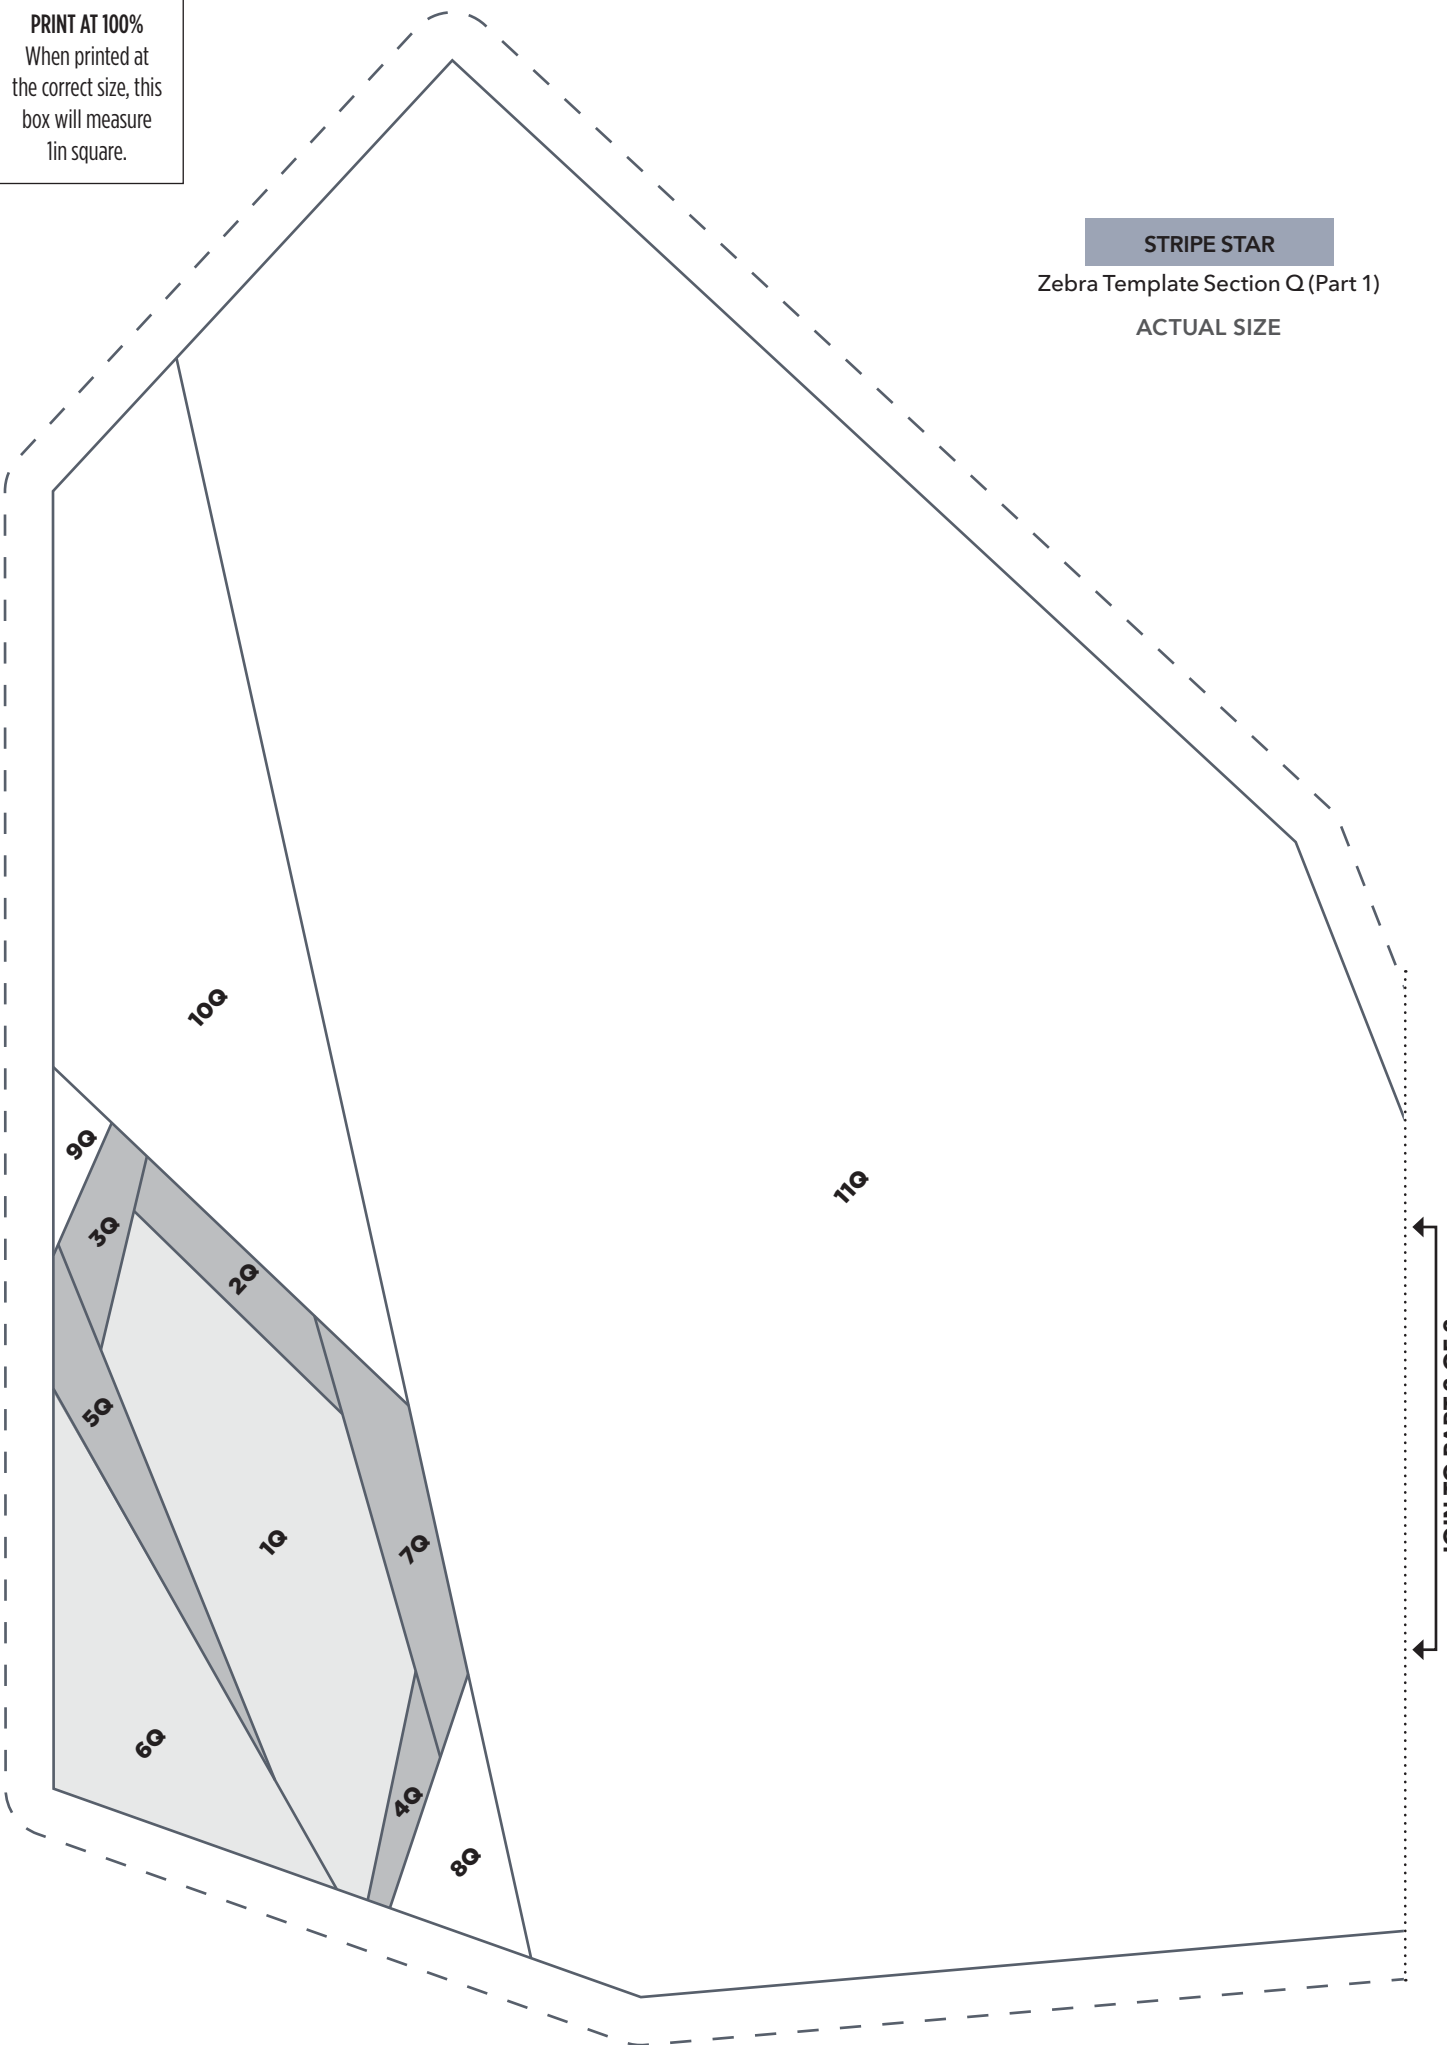 PRINT AT 100%
When printed at
the correct size, this
box will measure
1in square.
STRIPE STAR
Zebra Template Section Q (Part 1)
ACTUAL SIZE
10Q
9Q
11Q
3Q
2Q
5Q
1Q
7Q
6Q
4Q
8Q